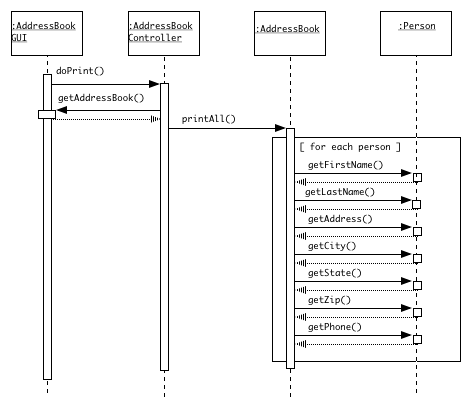 :AddressBook
GUI
:AddressBook
Controller
:AddressBook
:Person
doPrint()
getAddressBook()
printAll()
[ for each person ]
getFirstName()
getLastName()
getAddress()
getCity()
getState()
getZip()
getPhone()